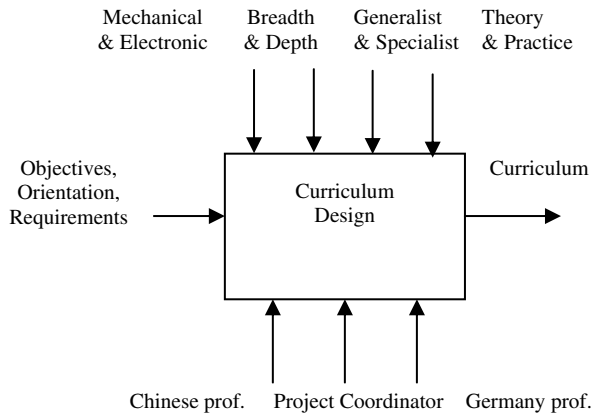 Mechanical Breadth Generalist Theory
& Electronic & Depth & Specialist & Practice
Objectives,
Orientation,
Requirements
Curriculum
Design
Curriculum
Chinese prof. Project Coordinator Germany prof.